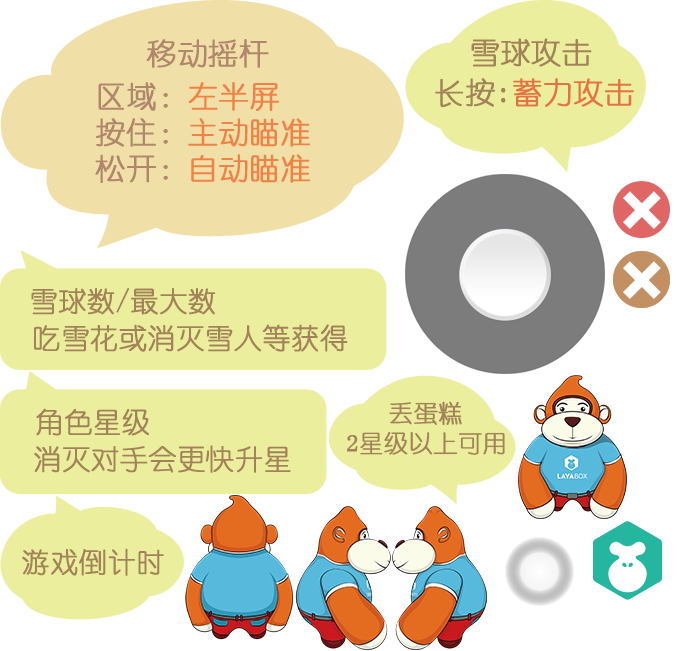 移动摇杆
区域：左半屏
按住：主动瞄准
松开：自动瞄准
雪球攻击
长按:蓄力攻击
雪球数/最大数
吃雪花或消灭雪人等获得
角色星级
消灭对手会更快升星
丢蛋糕
2星级以上可用
LAYABOX
游戏倒计时